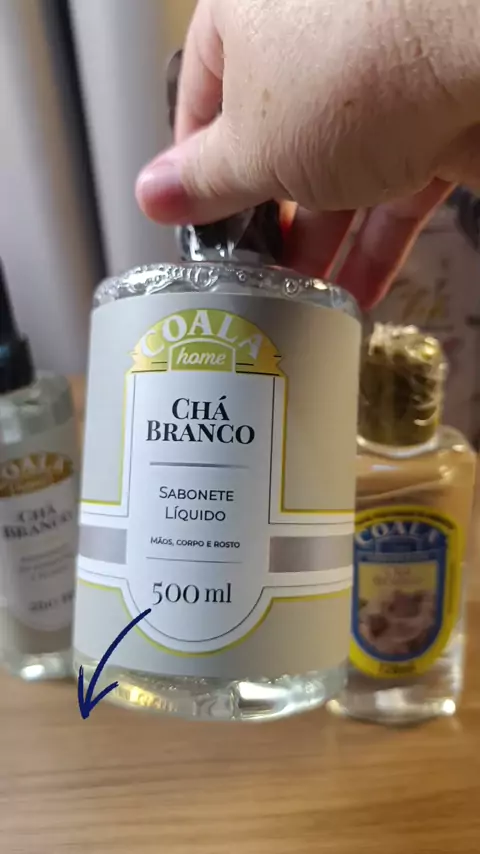 COALA
home
CHÁ
BRANCO
SABONETE
LÍQUIDO
MÃOS, CORPO E ROSTO
500 ml
COALA
CHÁ
BRANCO
COALA